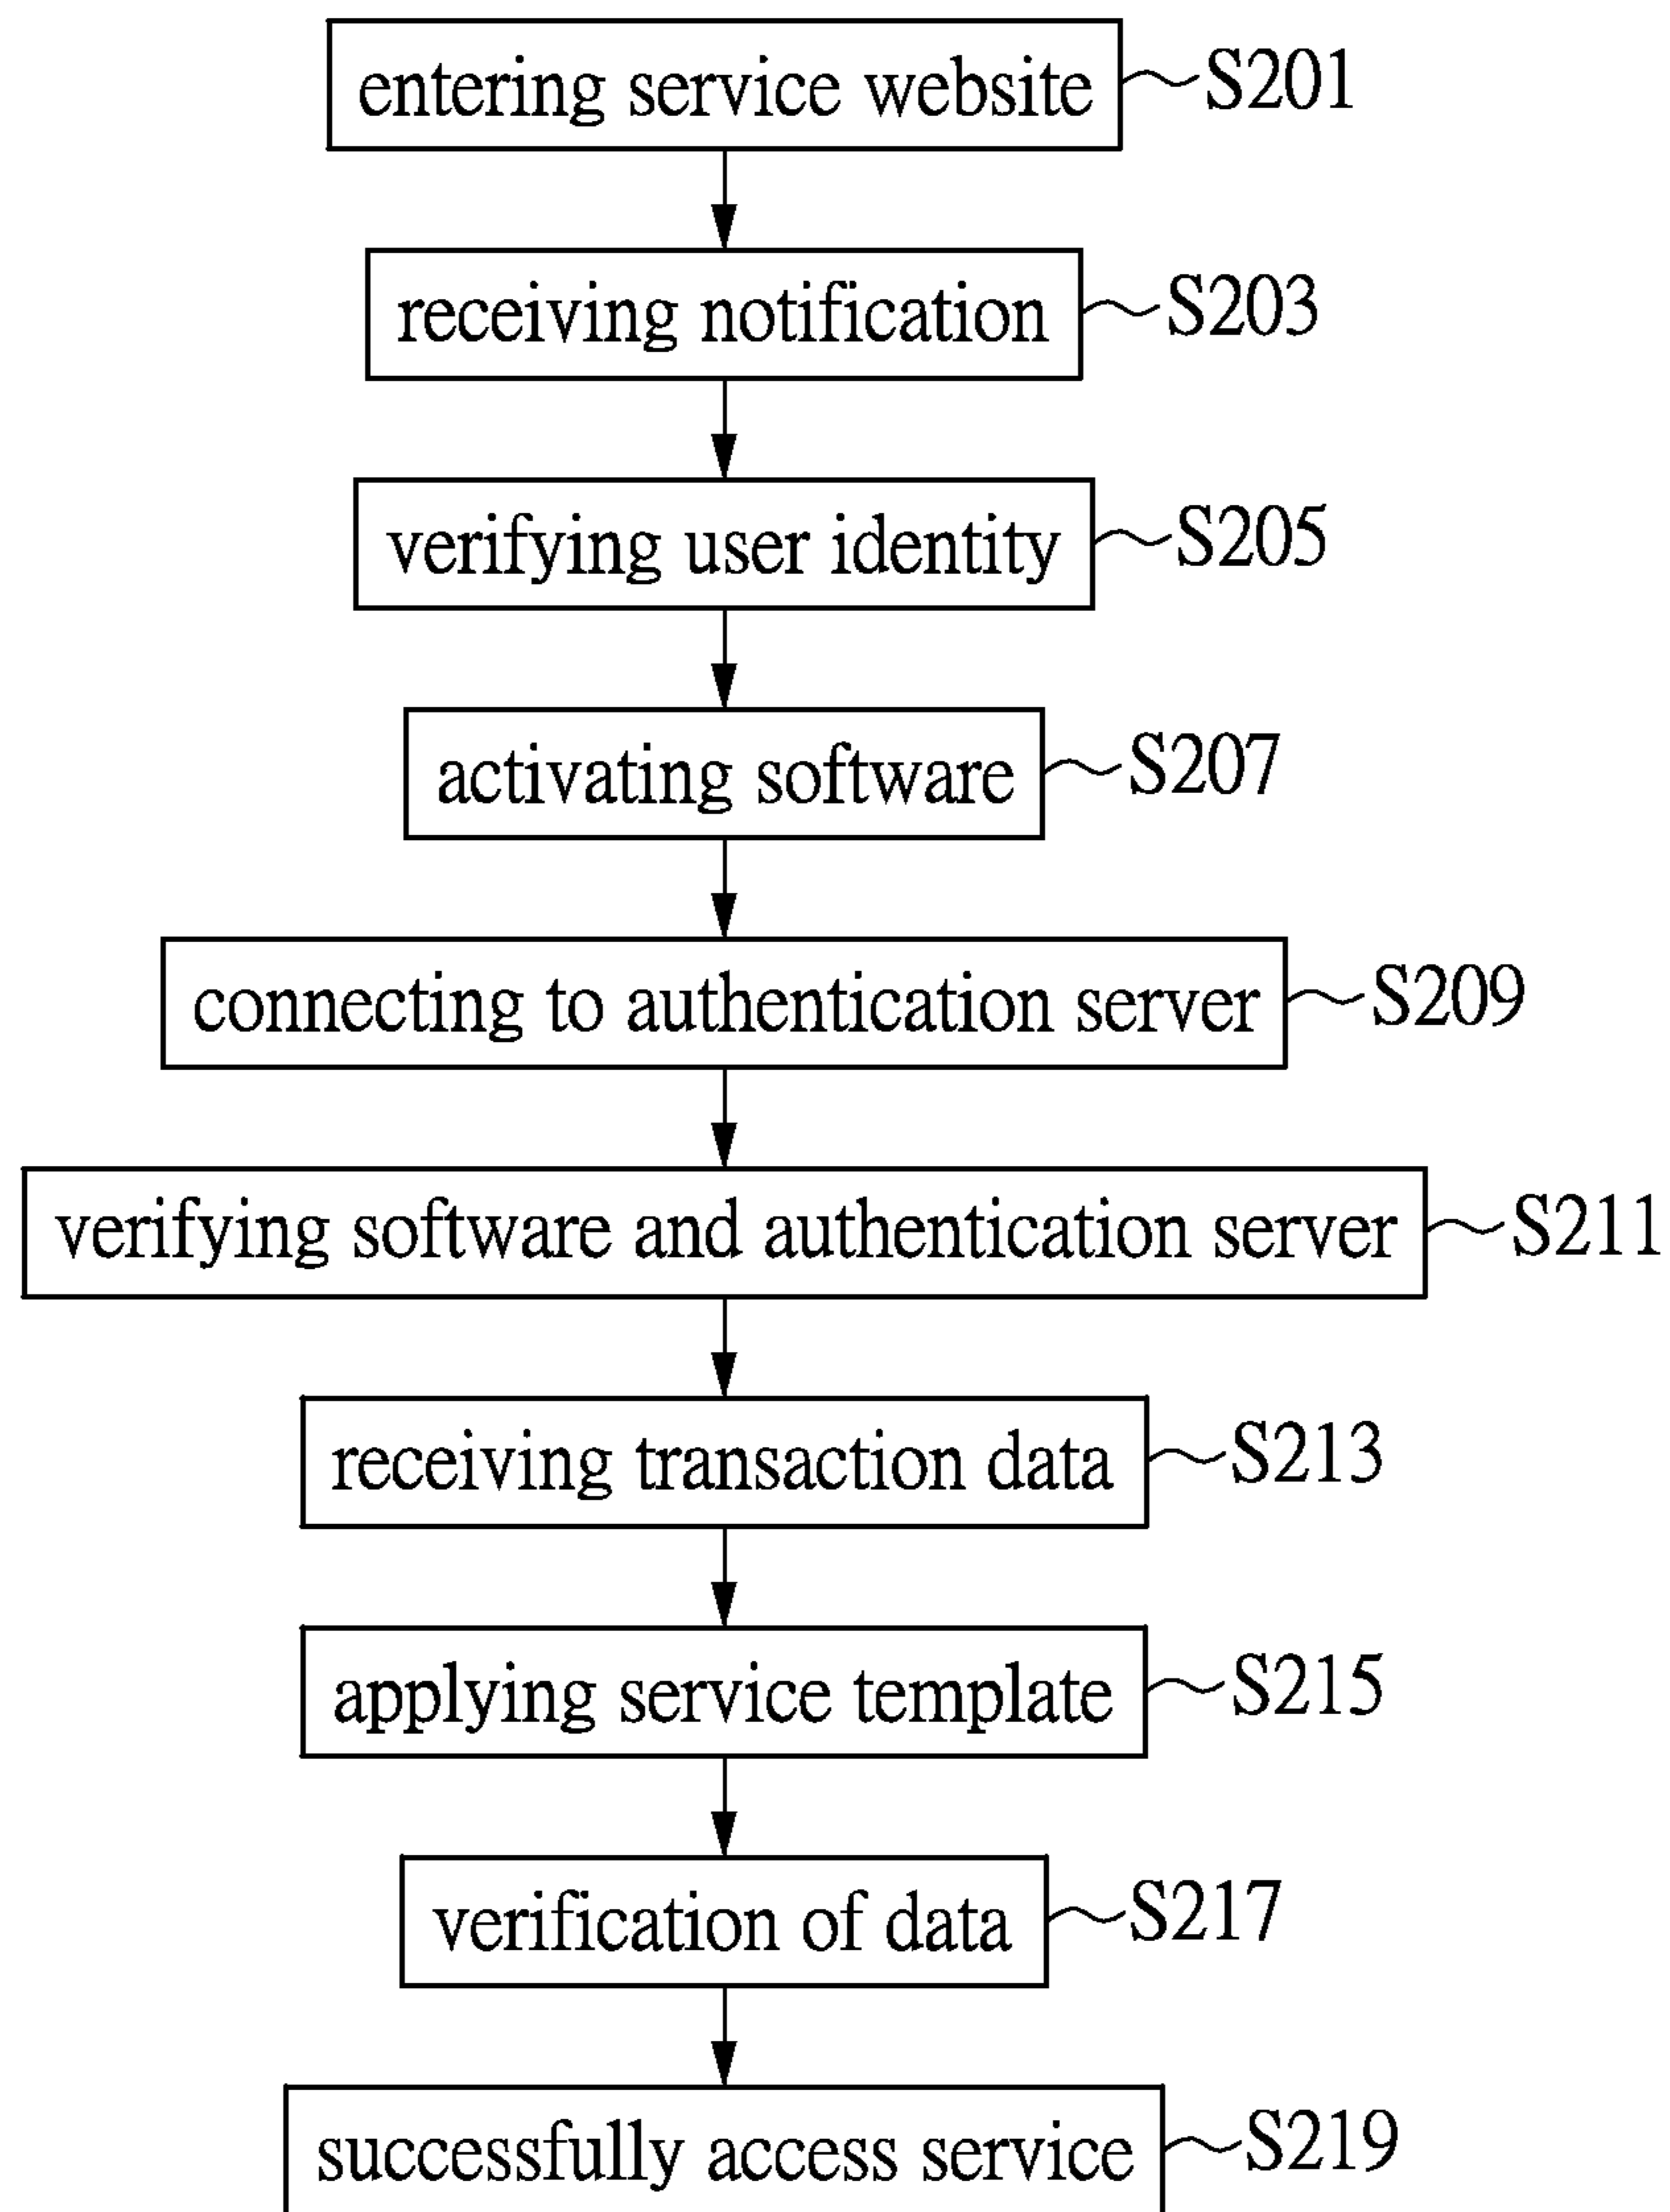 entering service website S201
receiving notification S203
verifying user identity S205
activating software S207
connecting to authentication server S209
verifying software and authentication server S211
receiving transaction data S213
applying service template S215
verification of data S217
successfully access service S219